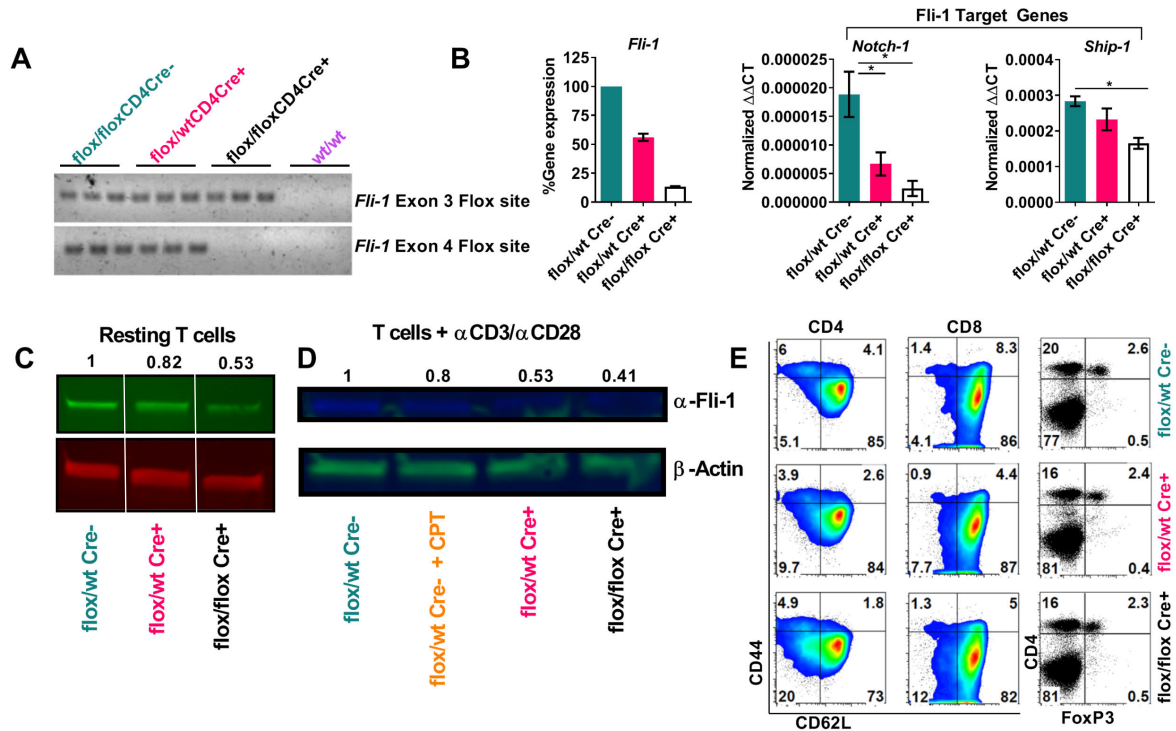 A
flox/floxCD4Cre-
flox/wtCD4Cre+
flox/floxCD4Cre+
wt/wt
Fli-1 Exon 3 Flox site
Fli-1 Exon 4 Flox site
B
Fli-1 Target Genes
Fli-1
%Gene expression
125
100
75
50
25
0
flox/wt Cre-
flox/wt Cre+
flox/flox Cre+
Notch-1
Normalized ΔΔCT
0.000025
0.000020
0.000015
0.000010
0.000005
0.000000
*
*
flox/wt Cre-
flox/wt Cre+
flox/flox Cre+
Ship-1
Normalized ΔΔCT
0.0004
0.0003
0.0002
0.0001
0.0000
*
flox/wt Cre-
flox/wt Cre+
flox/flox Cre+
C
Resting T cells
1 0.82 0.53
flox/wt Cre-
flox/wt Cre+
flox/flox Cre+
D
T cells + αCD3/αCD28
1 0.8 0.53 0.41
α-Fli-1
β-Actin
flox/wt Cre-
flox/wt Cre- + CPT
flox/wt Cre+
flox/flox Cre+
E
CD4 CD8
6 4.1 1.4 8.3 20 2.6
5.1 85 4.1 86 77 0.5
flox/wt Cre-
3.9 2.6 0.9 4.4 16 2.4
9.7 84 7.7 87 81 0.4
flox/wt Cre+
4.9 1.8 1.3 5 16 2.3
20 73 12 82 81 0.5
flox/flox Cre+
CD44
CD62L
CD4
FoxP3